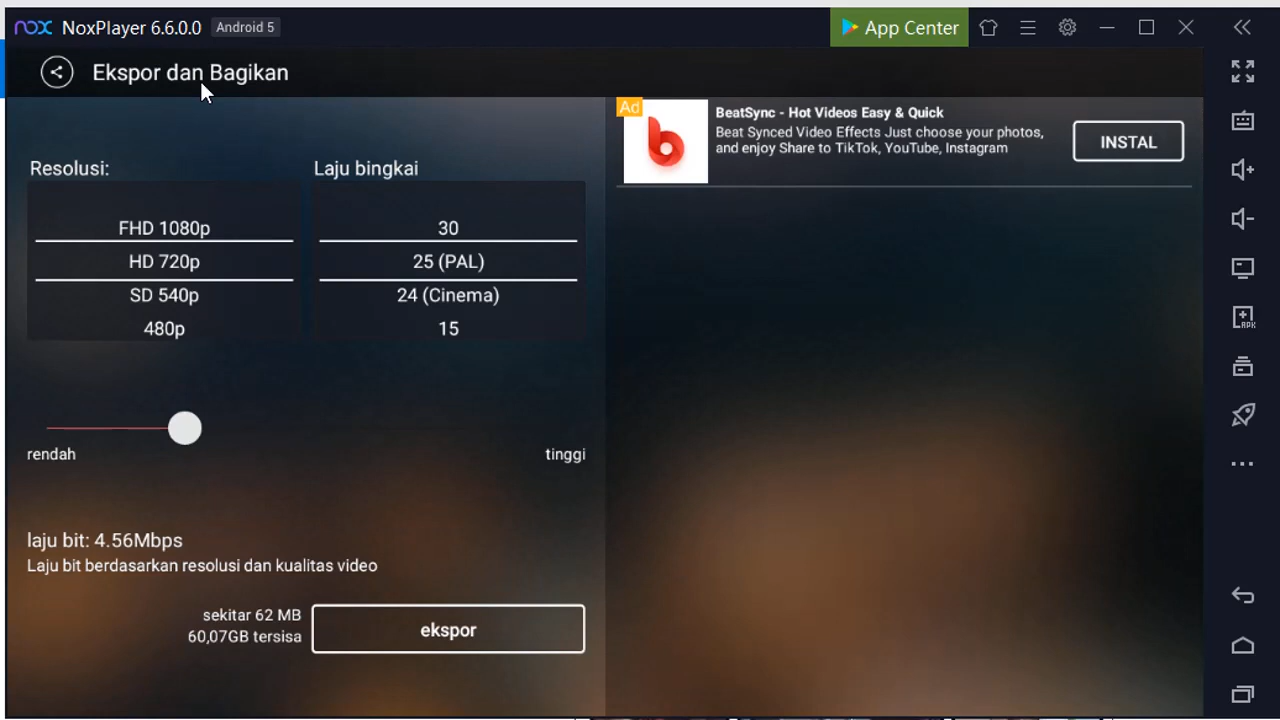 nox NoxPlayer 6.6.0.0 Android 5
App Center
Ekspor dan Bagikan
Ad
BeatSync - Hot Videos Easy & Quick
Beat Synced Video Effects Just choose your photos,
and enjoy Share to TikTok, YouTube, Instagram
INSTAL
Resolusi:
FHD 1080p
HD 720p
SD 540p
480p
Laju bingkai
30
25 (PAL)
24 (Cinema)
15
rendah
tinggi
laju bit: 4.56Mbps
Laju bit berdasarkan resolusi dan kualitas video
sekitar 62 MB
60,07GB tersisa
ekspor
APK